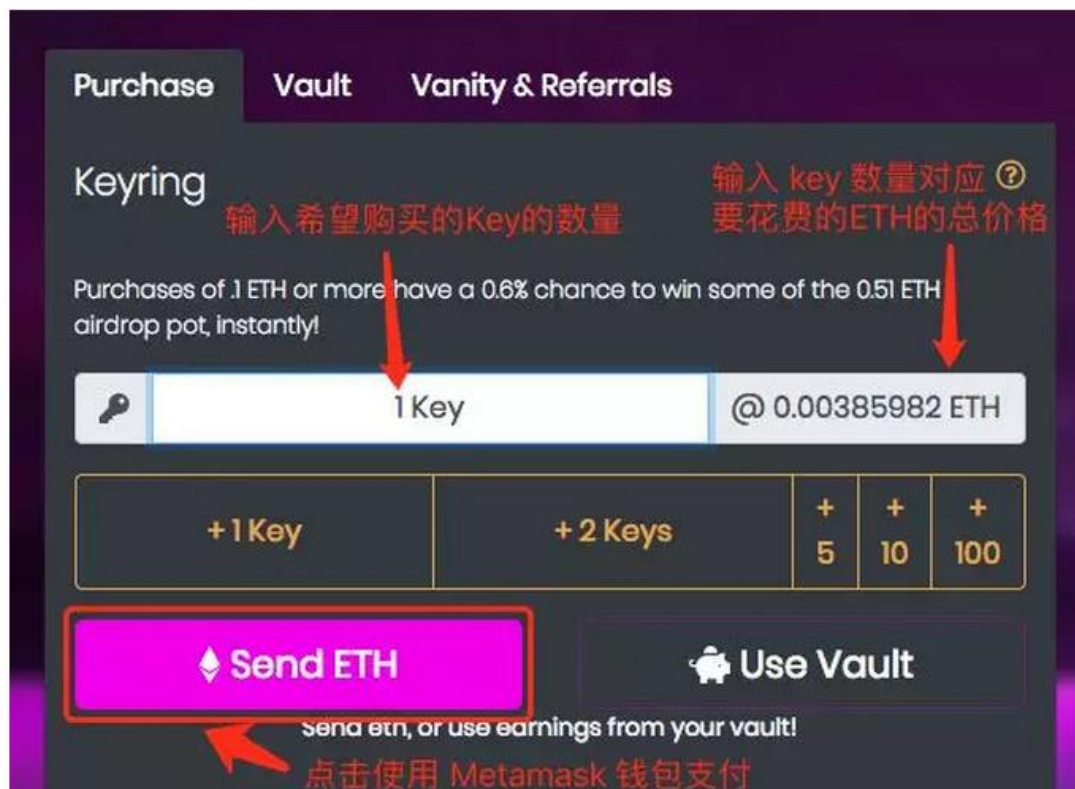 Purchase Vault Vanity & Referrals
Keyring
输入 key 数量对应 ?
要花费的ETH的总价格
输入希望购买的Key的数量
Purchases of .1 ETH or more have a 0.6% chance to win some of the 0.51 ETH
airdrop pot, instantly!
1 Key @ 0.00385982 ETH
+ 1 Key + 2 Keys + 5 + 10 + 100
Send ETH Use Vault
Send eth, or use earnings from your vault!
点击使用 Metamask 钱包支付